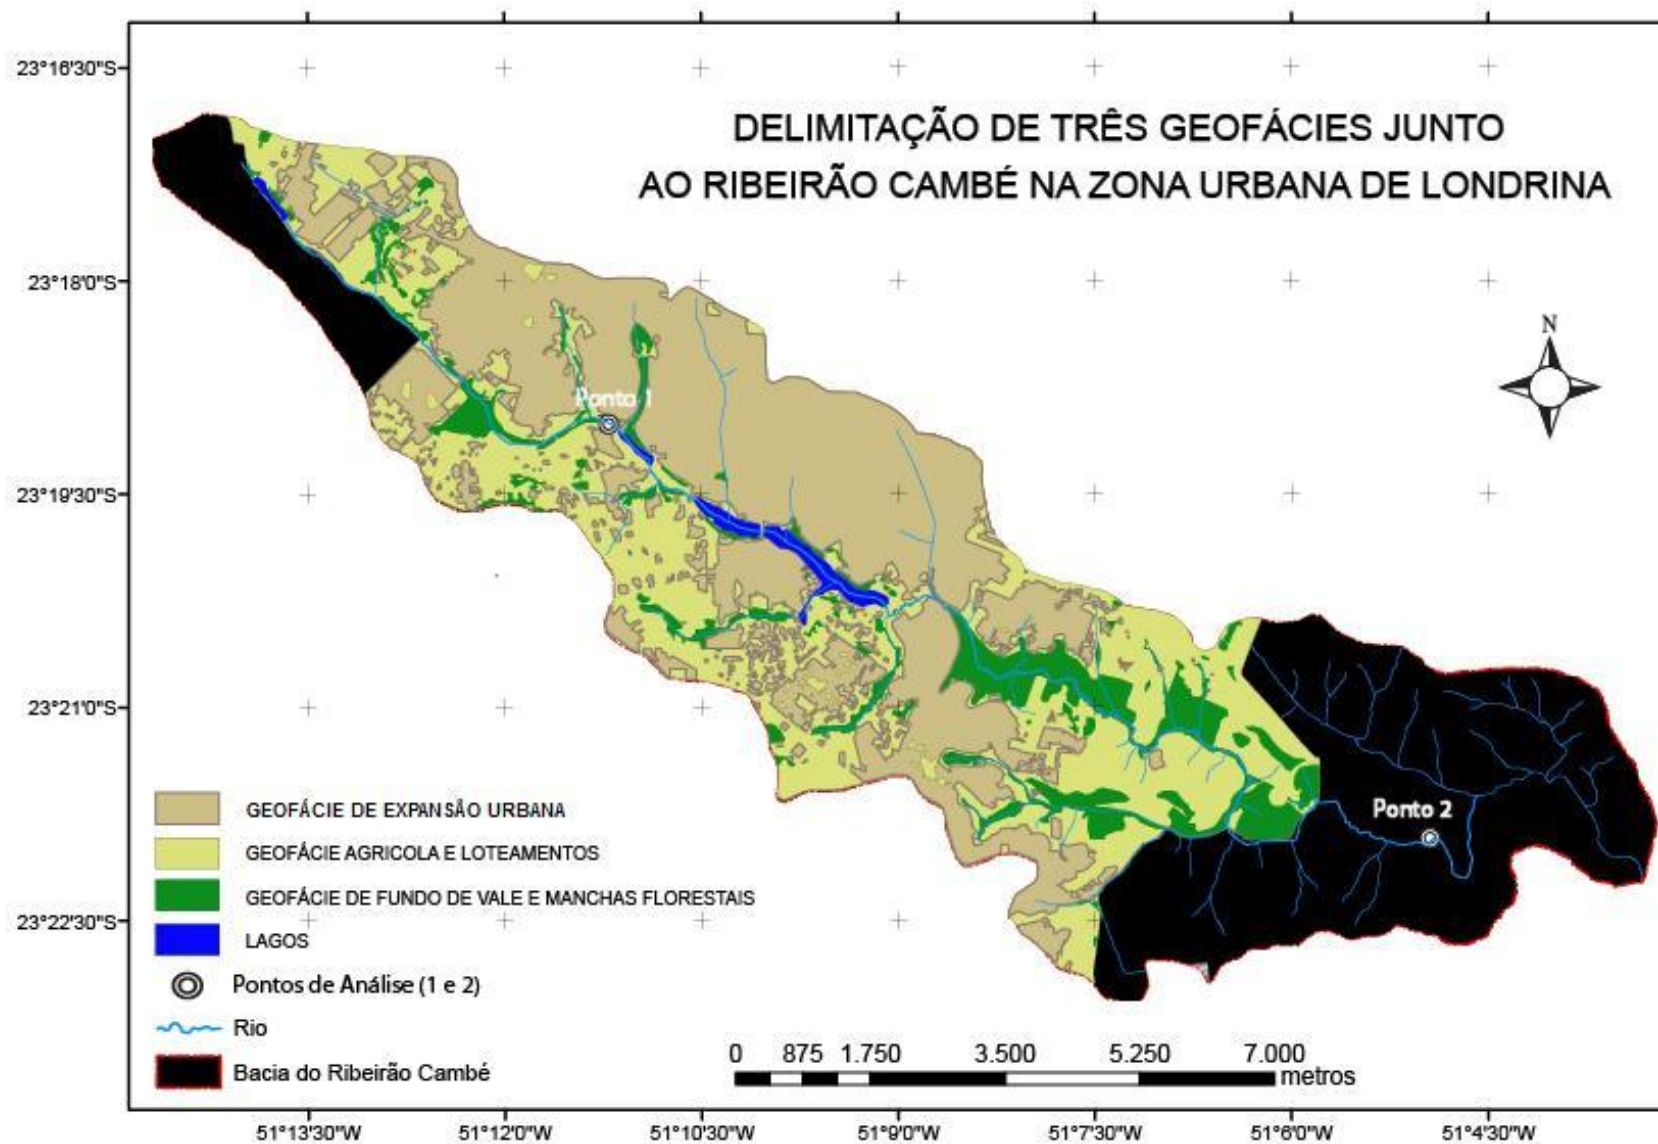 DELIMITAÇÃO DE TRÊS GEOFÁCIES JUNTO
AO RIBEIRÃO CAMBÉ NA ZONA URBANA DE LONDRINA
23°16'30"S
23°18'0"S
23°19'30"S
23°21'0"S
23°22'30"S
N
Ponto 1
Ponto 2
GEOFÁCIE DE EXPANSÃO URBANA
GEOFÁCIE AGRICOLA E LOTEAMENTOS
GEOFÁCIE DE FUNDO DE VALE E MANCHAS FLORESTAIS
LAGOS
Pontos de Análise (1 e 2)
Rio
Bacia do Ribeirão Cambé
0 875 1.750 3.500 5.250 7.000
metros
51°13'30"W 51°12'0"W 51°10'30"W 51°9'0"W 51°7'30"W 51°6'0"W 51°4'30"W